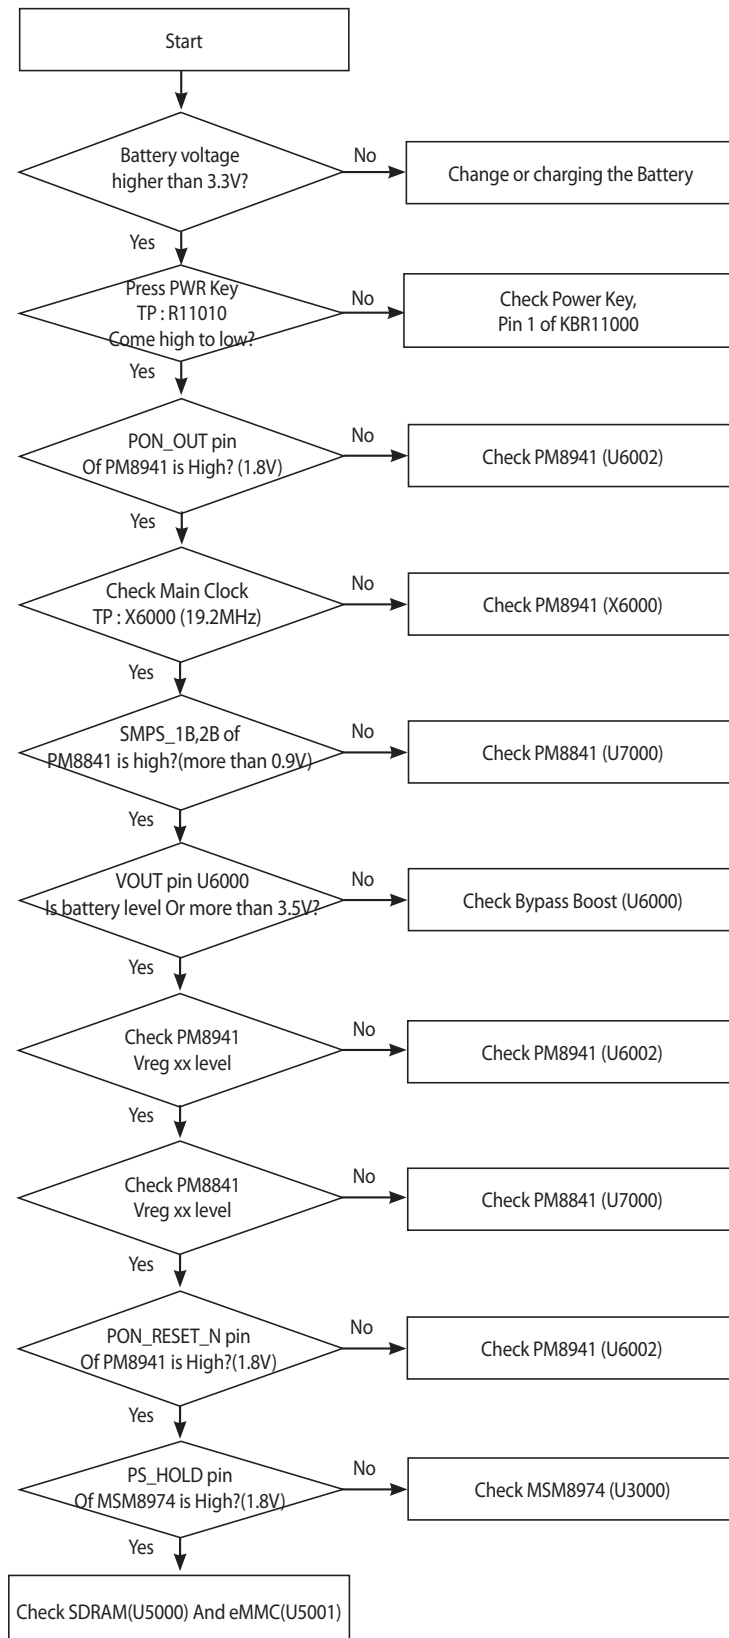 Start
Battery voltage
higher than 3.3V?
No
Change or charging the Battery
Yes
Press PWR Key
TP : R11010
Come high to low?
No
Check Power Key,
Pin 1 of KBR11000
Yes
PON_OUT pin
Of PM8941 is High? (1.8V)
No
Check PM8941 (U6002)
Yes
Check Main Clock
TP : X6000 (19.2MHz)
No
Check PM8941 (X6000)
Yes
SMPS_1B,2B of
PM8841 is high?(more than 0.9V)
No
Check PM8841 (U7000)
Yes
VOUT pin U6000
Is battery level Or more than 3.5V?
No
Check Bypass Boost (U6000)
Yes
Check PM8941
Vreg xx level
No
Check PM8941 (U6002)
Yes
Check PM8841
Vreg xx level
No
Check PM8841 (U7000)
Yes
PON_RESET_N pin
Of PM8941 is High?(1.8V)
No
Check PM8941 (U6002)
Yes
PS_HOLD pin
Of MSM8974 is High?(1.8V)
No
Check MSM8974 (U3000)
Yes
Check SDRAM(U5000) And eMMC(U5001)